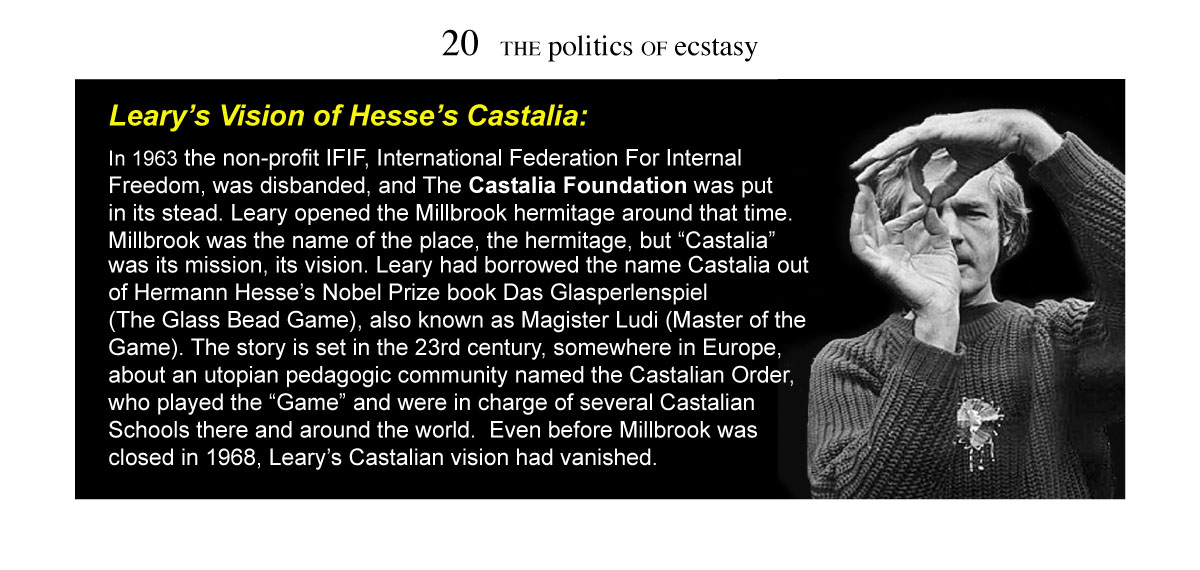 20 THE politics OF ecstasy
Leary’s Vision of Hesse’s Castalia:
In 1963 the non-profit IFIF, International Federation For Internal
Freedom, was disbanded, and The Castalia Foundation was put
in its stead. Leary opened the Millbrook hermitage around that time.
Millbrook was the name of the place, the hermitage, but “Castalia”
was its mission, its vision. Leary had borrowed the name Castalia out
of Hermann Hesse’s Nobel Prize book Das Glasperlenspiel
(The Glass Bead Game), also known as Magister Ludi (Master of the
Game). The story is set in the 23rd century, somewhere in Europe,
about an utopian pedagogic community named the Castalian Order,
who played the “Game” and were in charge of several Castalian
Schools there and around the world.  Even before Millbrook was
closed in 1968, Leary’s Castalian vision had vanished.